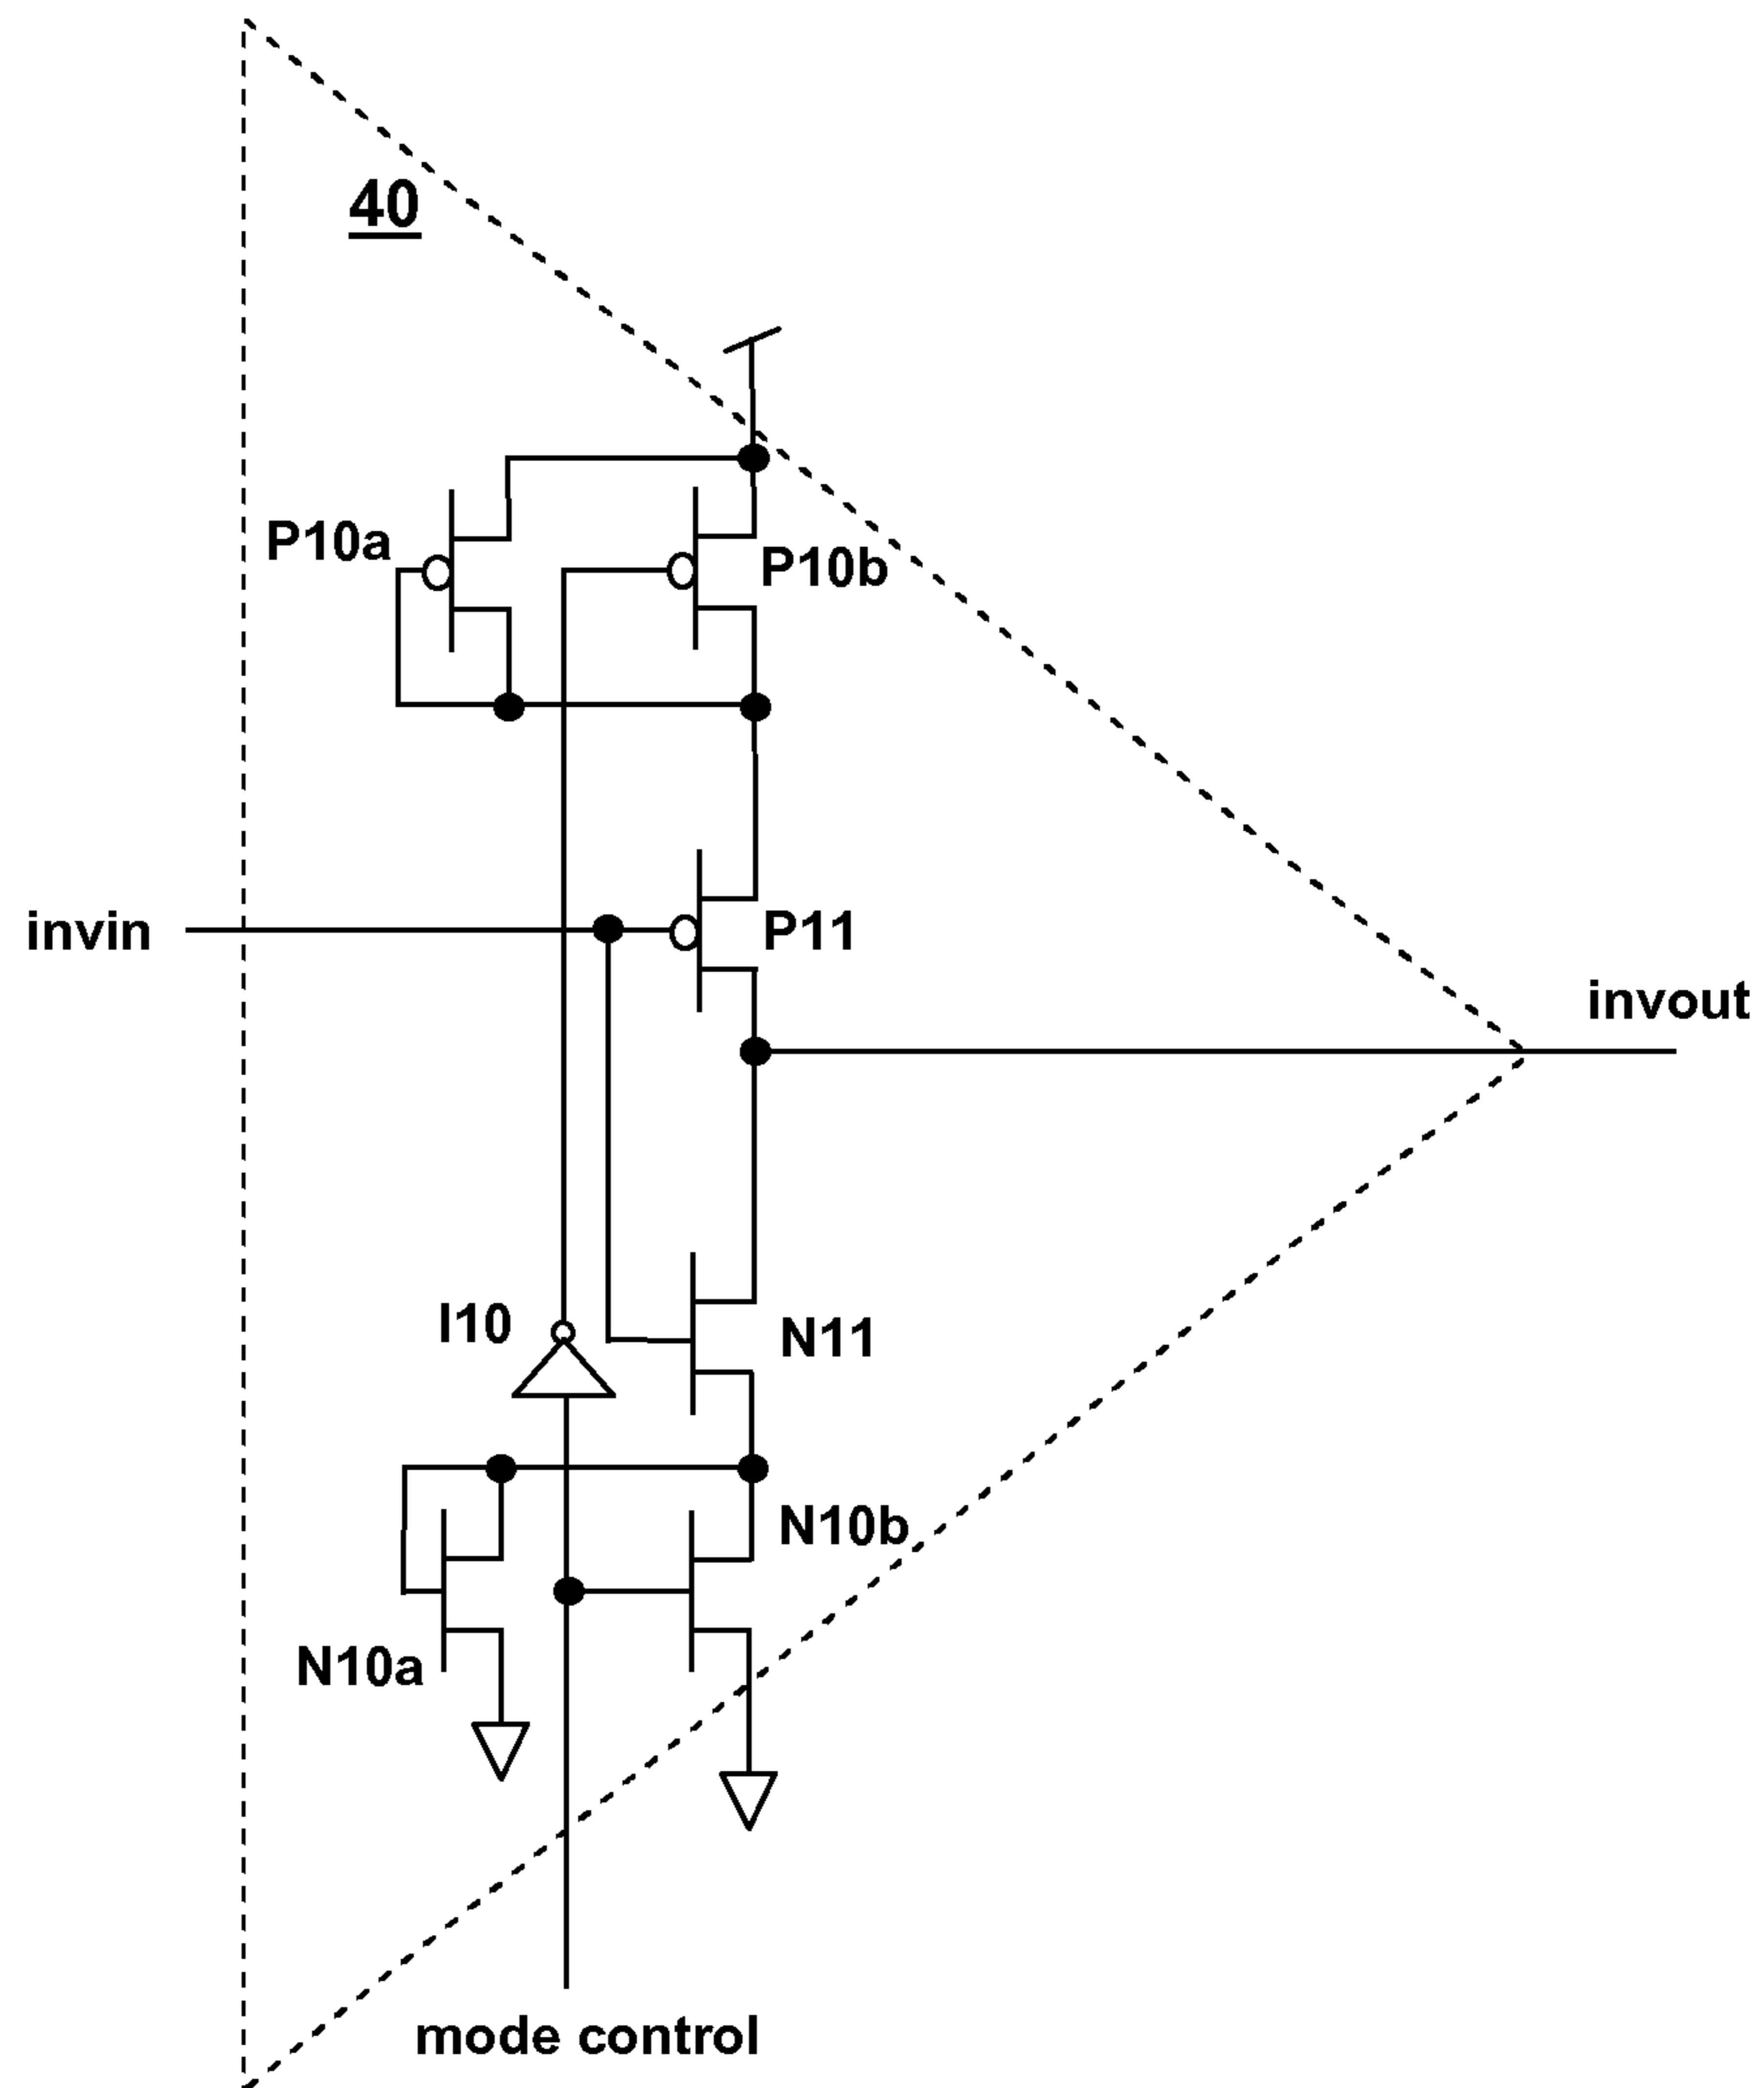 40
P10a
P10b
invin
P11
invout
I10
N11
N10b
N10a
mode control